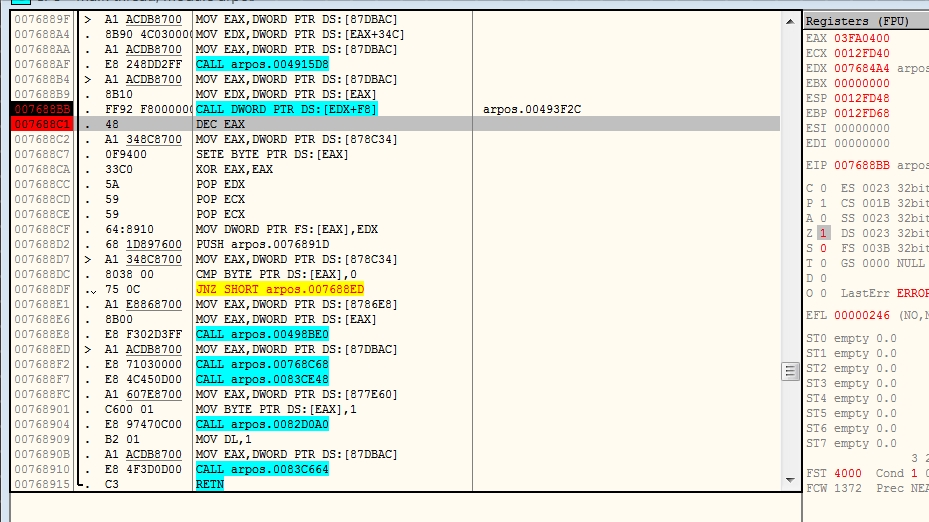 0076889F > A1 ACDB8700 MOV EAX,DWORD PTR DS:[87DBAC]
007688A4 . 8B90 4C030000 MOV EDX,DWORD PTR DS:[EAX+34C]
007688AA . A1 ACDB8700 MOV EAX,DWORD PTR DS:[87DBAC]
007688AF . E8 248DD2FF CALL arpos.004915D8
007688B4 > A1 ACDB8700 MOV EAX,DWORD PTR DS:[87DBAC]
007688B9 . 8B10 MOV EDX,DWORD PTR DS:[EAX]
007688BB . FF92 F8000000 CALL DWORD PTR DS:[EDX+F8] arpos.00493F2C
007688C1 . 48 DEC EAX
007688C2 . A1 348C8700 MOV EAX,DWORD PTR DS:[878C34]
007688C7 . 0F9400 SETE BYTE PTR DS:[EAX]
007688CA . 33C0 XOR EAX,EAX
007688CC . 5A POP EDX
007688CD . 59 POP ECX
007688CE . 59 POP ECX
007688CF . 64:8910 MOV DWORD PTR FS:[EAX],EDX
007688D2 . 68 1D897600 PUSH arpos.0076891D
007688D7 > A1 348C8700 MOV EAX,DWORD PTR DS:[878C34]
007688DC . 8038 00 CMP BYTE PTR DS:[EAX],0
007688DF .v 75 0C JNZ SHORT arpos.007688ED
007688E1 . A1 E8868700 MOV EAX,DWORD PTR DS:[8786E8]
007688E6 . 8B00 MOV EAX,DWORD PTR DS:[EAX]
007688E8 . E8 F302D3FF CALL arpos.00498BE0
007688ED > A1 ACDB8700 MOV EAX,DWORD PTR DS:[87DBAC]
007688F2 . E8 71030000 CALL arpos.00768C68
007688F7 . E8 4C450D00 CALL arpos.0083CE48
007688FC . A1 607E8700 MOV EAX,DWORD PTR DS:[877E60]
00768901 . C600 01 MOV BYTE PTR DS:[EAX],1
00768904 . E8 97470C00 CALL arpos.0082D0A0
00768909 . B2 01 MOV DL,1
0076890B . A1 ACDB8700 MOV EAX,DWORD PTR DS:[87DBAC]
00768910 . E8 4F3D0D00 CALL arpos.0083C664
00768915 . C3 RETN
Registers (FPU)
EAX 03FA0400
ECX 0012FD40
EDX 007684A4 arpos
EBX 00000000
ESP 0012FD48
EBP 0012FD68
ESI 00000000
EDI 00000000
EIP 007688BB arpos
C 0 ES 0023 32bit
P 1 CS 001B 32bit
A 0 SS 0023 32bit
Z 1 DS 0023 32bit
S 0 FS 003B 32bit
T 0 GS 0000 NULL
D 0
O 0 LastErr ERROR
EFL 00000246 (NO,N
ST0 empty 0.0
ST1 empty 0.0
ST2 empty 0.0
ST3 empty 0.0
ST4 empty 0.0
ST5 empty 0.0
ST6 empty 0.0
ST7 empty 0.0
3 2
FST 4000 Cond 1 0
FCW 1372 Prec NEA